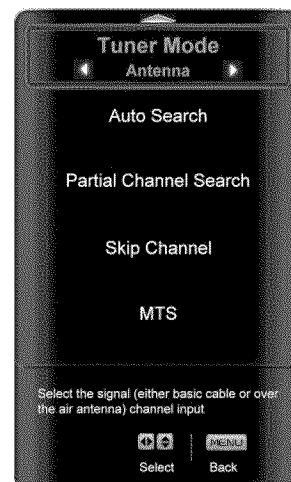 Tuner Mode
Antenna
Auto Search
Partial Channel Search
Skip Channel
MTS
Select the signal (either basic cable or over
the air antenna) channel input
MENU
Select
Back